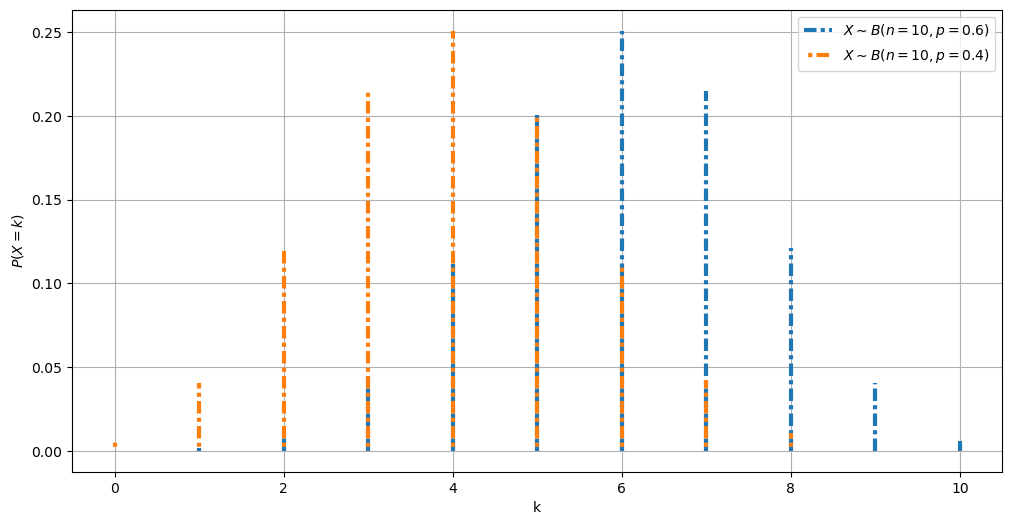 X ~ B(n = 10, p = 0.6)
X ~ B(n = 10, p = 0.4)
P(X = k)
0.25
0.20
0.15
0.10
0.05
0.00
0 2 4 6 8 10
k